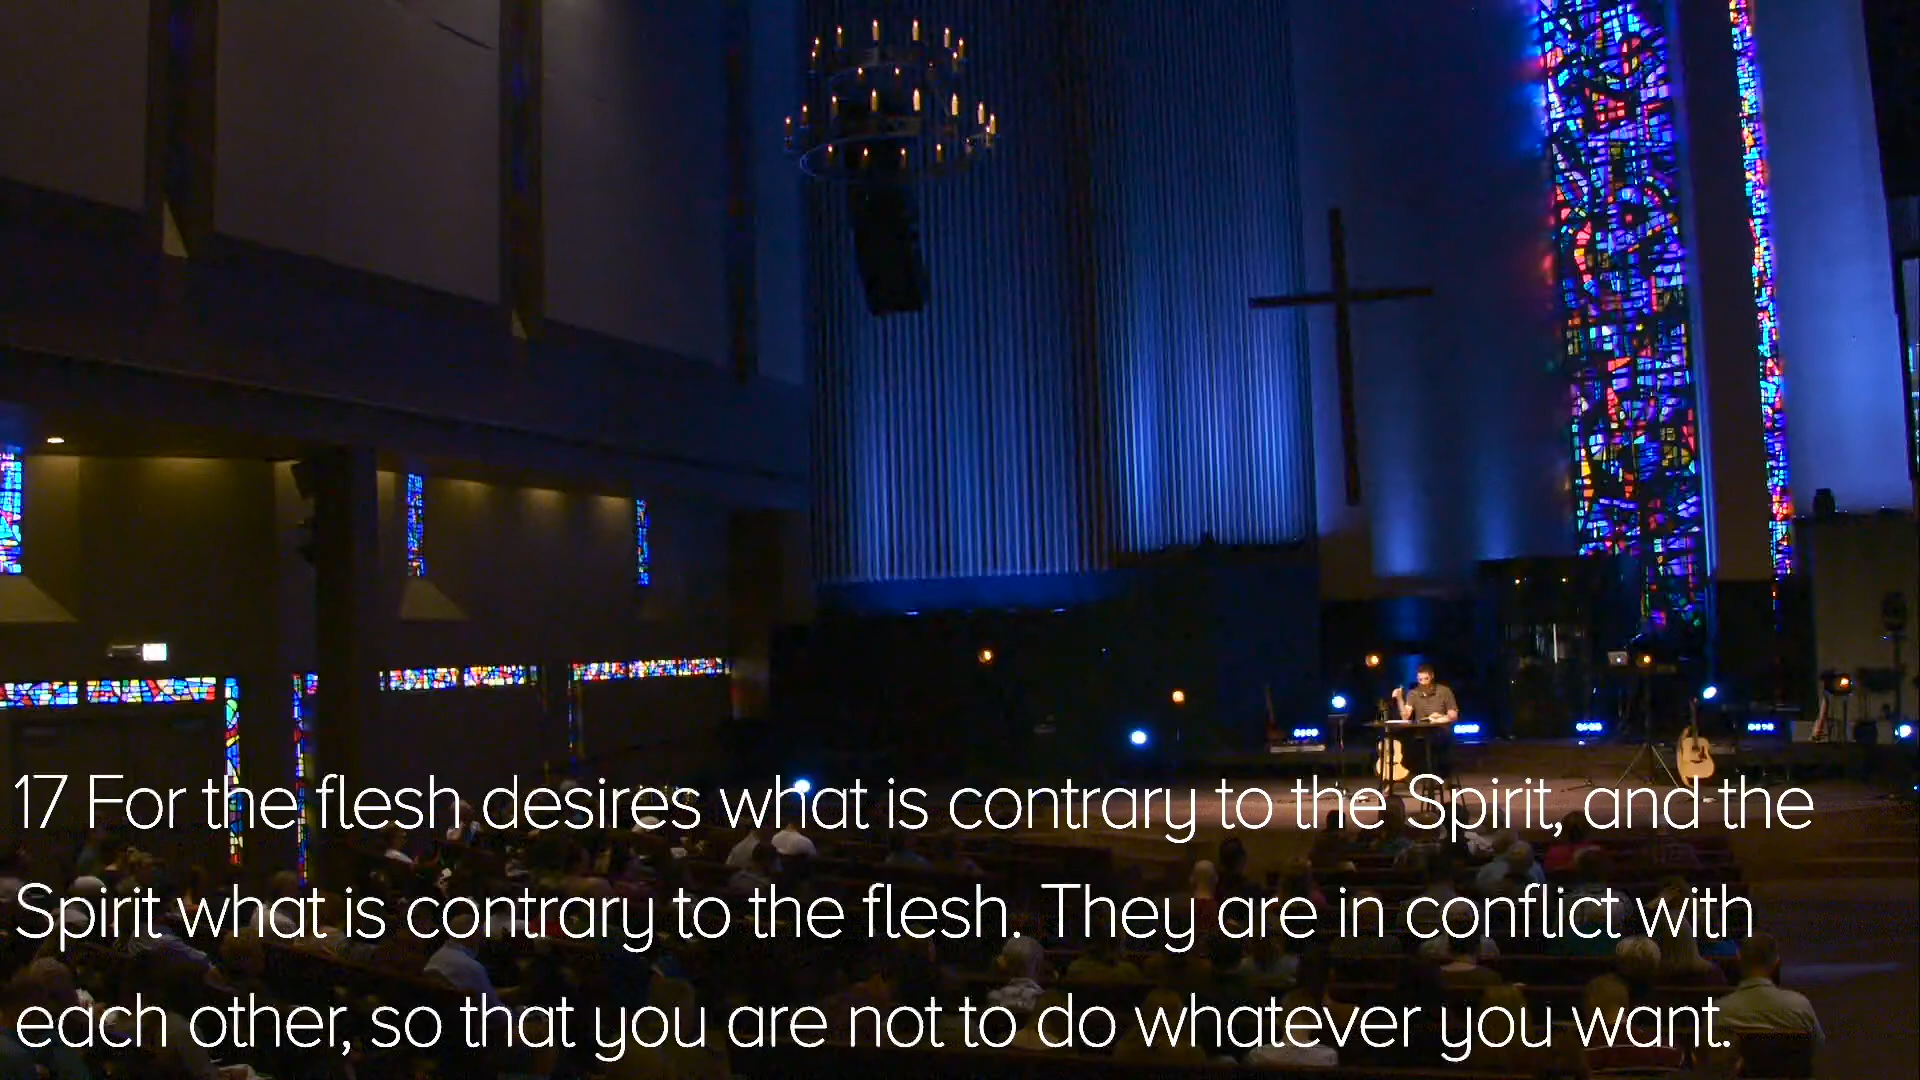 17 For the flesh desires what is contrary to the Spirit, and the
Spirit what is contrary to the flesh. They are in conflict with
each other, so that you are not to do whatever you want.